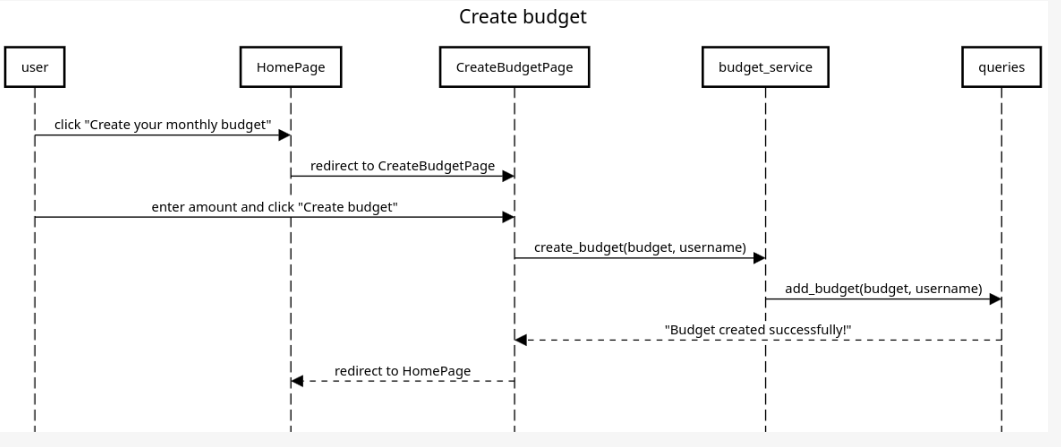 Create budget
user
HomePage
CreateBudgetPage
budget_service
queries
click "Create your monthly budget"
redirect to CreateBudgetPage
enter amount and click "Create budget"
create_budget(budget, username)
add_budget(budget, username)
"Budget created successfully!"
redirect to HomePage